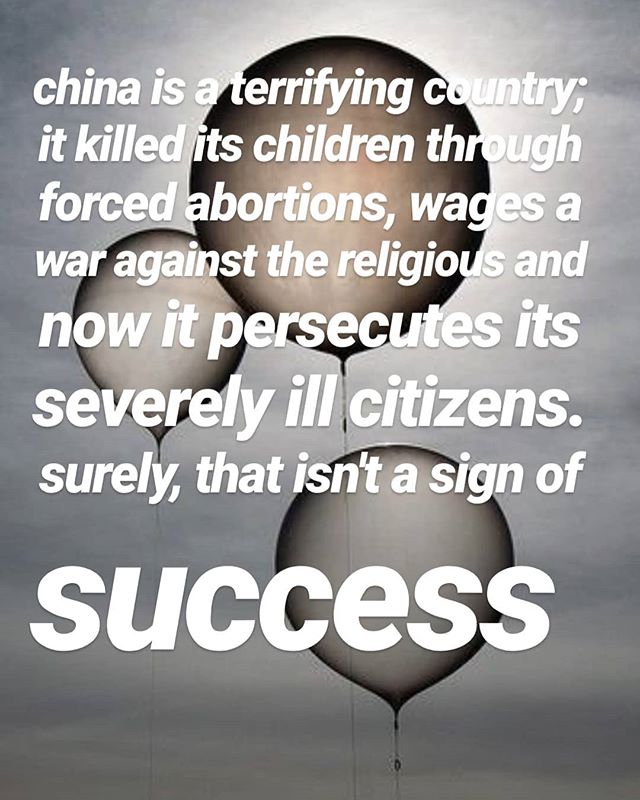 china is a terrifying country;
it killed its children through
forced abortions, wages a
war against the religious and
now it persecutes its
severely ill citizens.
surely, that isn't a sign of
success